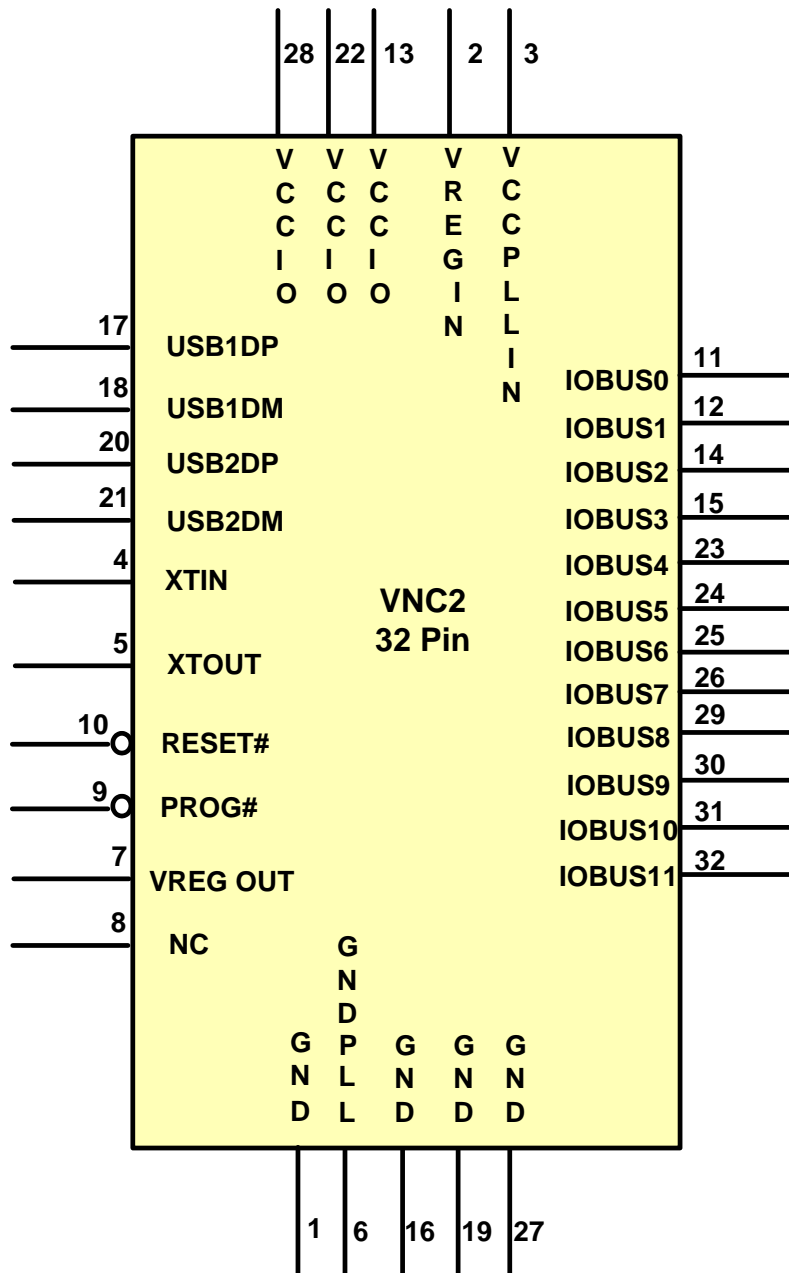 28 22 13 2 3
VCCIO VCCIO VCCIO VREGIN VCCPLLIN
17 USB1DP
18 USB1DM
20 USB2DP
21 USB2DM
4 XTIN
5 XTOUT
10 RESET#
9 PROG#
7 VREG OUT
8 NC
VNC2
32 Pin
IOBUS0 11
IOBUS1 12
IOBUS2 14
IOBUS3 15
IOBUS4 23
IOBUS5 24
IOBUS6 25
IOBUS7 26
IOBUS8 29
IOBUS9 30
IOBUS10 31
IOBUS11 32
GND GNDPLL GND GND GND
1 6 16 19 27